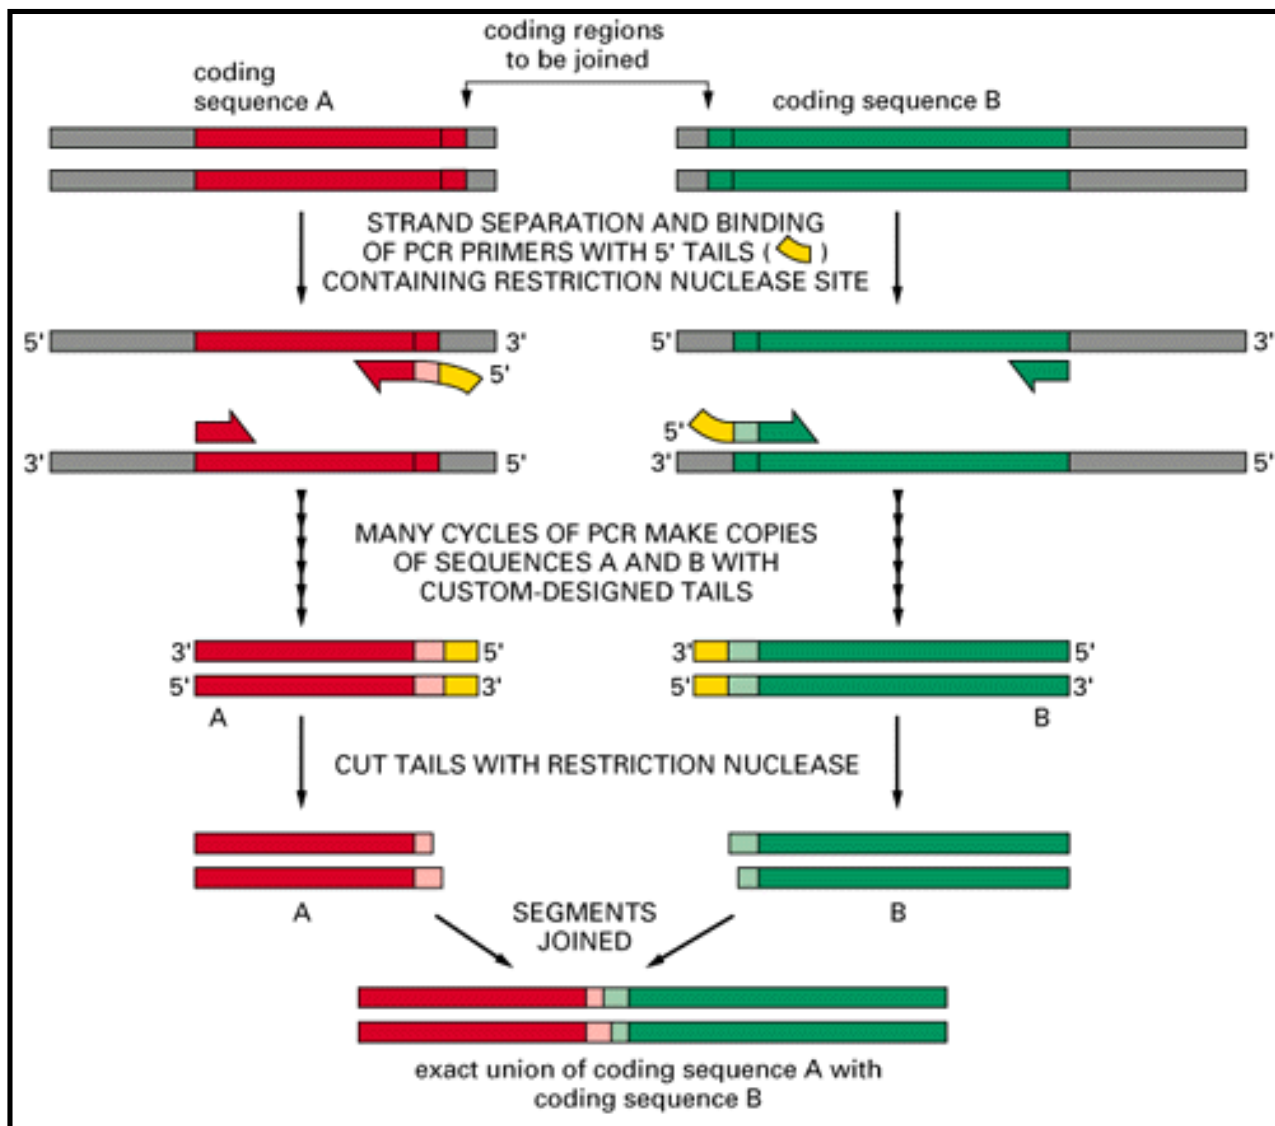 coding regions
to be joined
coding
sequence A
coding sequence B
STRAND SEPARATION AND BINDING
OF PCR PRIMERS WITH 5' TAILS ( )
CONTAINING RESTRICTION NUCLEASE SITE
5' 3' 5' 3'
5'
5'
3' 5' 3' 5'
MANY CYCLES OF PCR MAKE COPIES
OF SEQUENCES A AND B WITH
CUSTOM-DESIGNED TAILS
3' 5' 3' 5'
5' 3' 5' 3'
A B
CUT TAILS WITH RESTRICTION NUCLEASE
A B
SEGMENTS
JOINED
exact union of coding sequence A with
coding sequence B